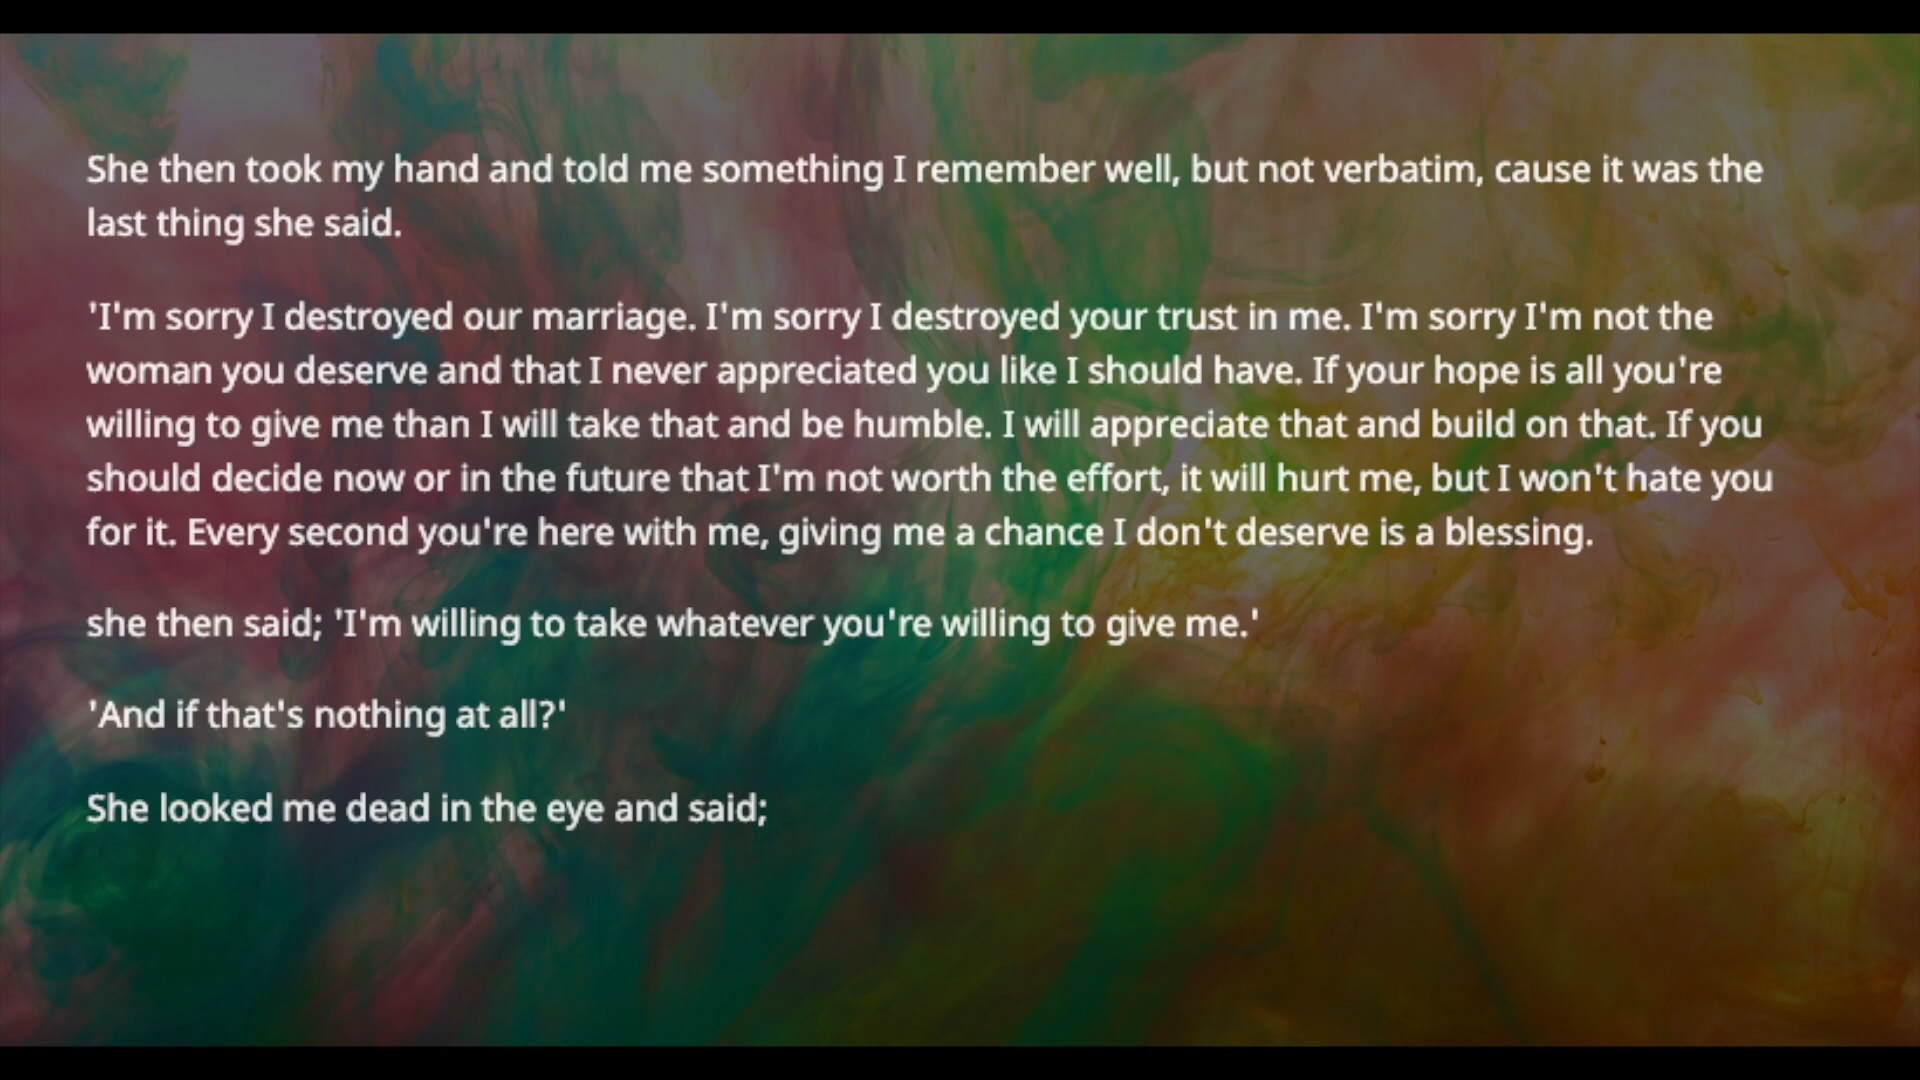 She then took my hand and told me something I remember well, but not verbatim, cause it was the
last thing she said.
'I'm sorry I destroyed our marriage. I'm sorry I destroyed your trust in me. I'm sorry I'm not the
woman you deserve and that I never appreciated you like I should have. If your hope is all you're
willing to give me than I will take that and be humble. I will appreciate that and build on that. If you
should decide now or in the future that I'm not worth the effort, it will hurt me, but I won't hate you
for it. Every second you're here with me, giving me a chance I don't deserve is a blessing.
she then said; 'I'm willing to take whatever you're willing to give me.'
'And if that's nothing at all?'
She looked me dead in the eye and said;